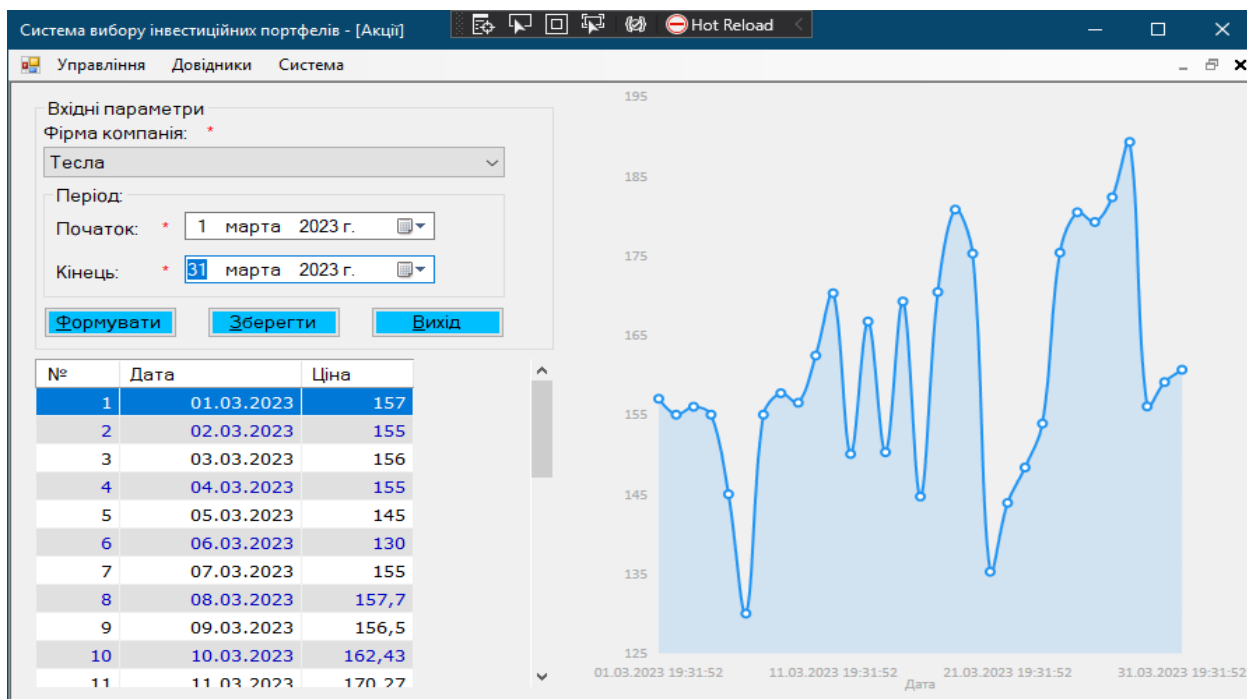 Система вибору інвестиційних портфелів - [Акції]
Hot Reload
Управління Довідники Система
Вхідні параметри
Фірма компанія: *
Тесла
Період:
Початок: * 1 марта 2023 г.
Кінець: * 31 марта 2023 г.
Формувати Зберегти Вихід
№ Дата Ціна
1 01.03.2023 157
2 02.03.2023 155
3 03.03.2023 156
4 04.03.2023 155
5 05.03.2023 145
6 06.03.2023 130
7 07.03.2023 155
8 08.03.2023 157,7
9 09.03.2023 156,5
10 10.03.2023 162,43
11 11.03.2023 170,27
195
185
175
165
155
145
135
125
01.03.2023 19:31:52 11.03.2023 19:31:52 21.03.2023 19:31:52 31.03.2023 19:31:52
Дата